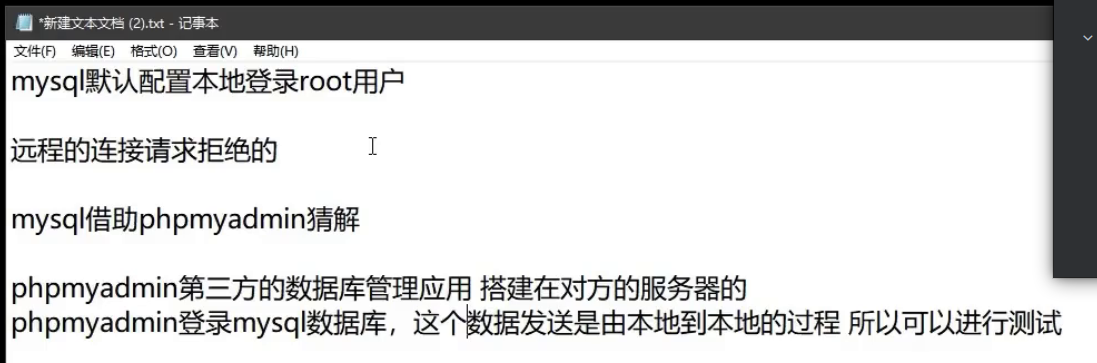 *新建文本文档 (2).txt - 记事本
文件(F) 编辑(E) 格式(O) 查看(V) 帮助(H)
mysql默认配置本地登录root用户
远程的连接请求拒绝的
mysql借助phpmyadmin猜解
phpmyadmin第三方的数据库管理应用 搭建在对方的服务器的
phpmyadmin登录mysql数据库，这个数据发送是由本地到本地的过程 所以可以进行测试